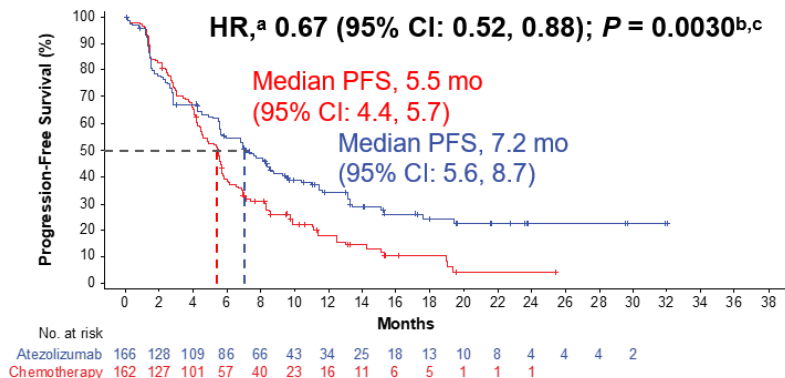 HR,a 0.67 (95% CI: 0.52, 0.88); P = 0.0030b,c
Median PFS, 5.5 mo
(95% CI: 4.4, 5.7)
Median PFS, 7.2 mo
(95% CI: 5.6, 8.7)
Progression-Free Survival (%)
100
90
80
70
60
50
40
30
20
10
0
0 2 4 6 8 10 12 14 16 18 20 22 24 26 28 30 32 34 36 38
Months
No. at risk
Atezolizumab 166 128 109 86 66 43 34 25 18 13 10 8 4 4 4 2
Chemotherapy 162 127 101 57 40 23 16 11 6 5 1 1 1